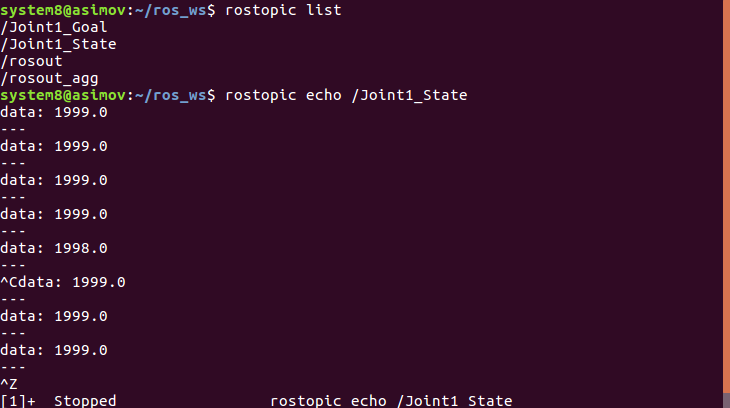 system8@asimov:~/ros_ws$ rostopic list
/Joint1_Goal
/Joint1_State
/rosout
/rosout_agg
system8@asimov:~/ros_ws$ rostopic echo /Joint1_State
data: 1999.0
---
data: 1999.0
---
data: 1999.0
---
data: 1999.0
---
data: 1998.0
---
^Cdata: 1999.0
---
data: 1999.0
---
data: 1999.0
---
^Z
[1]+  Stopped                 rostopic echo /Joint1_State